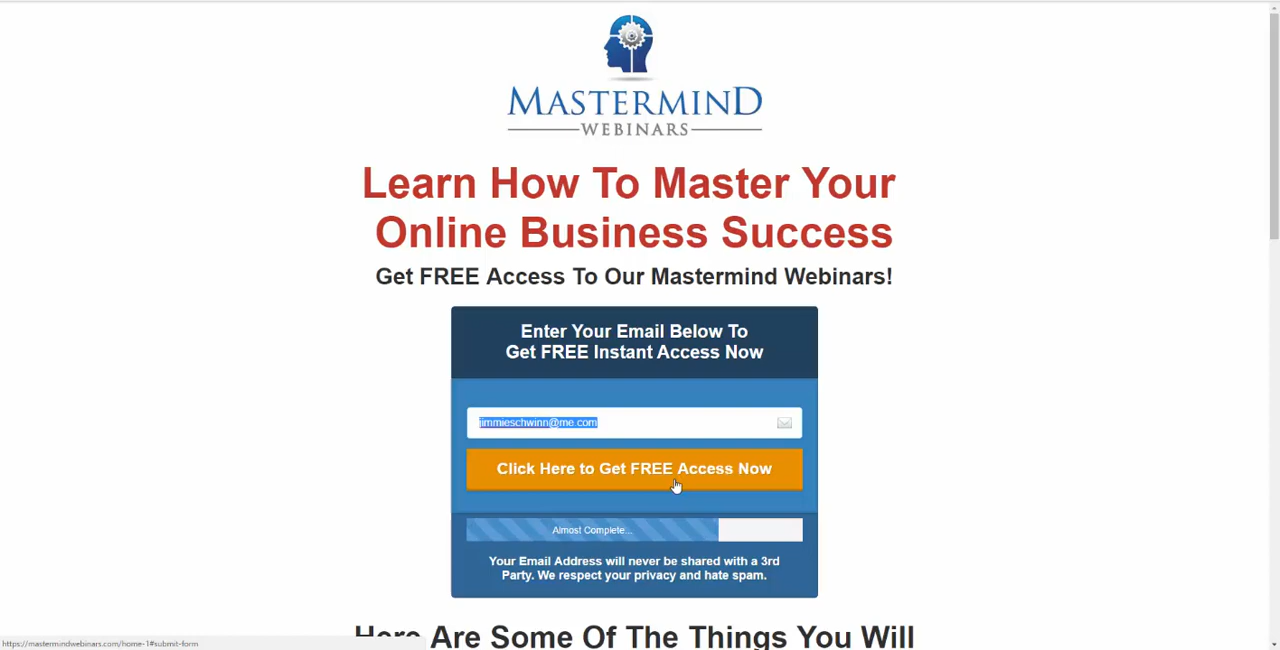 MASTERMIND
WEBINARS
Learn How To Master Your
Online Business Success
Get FREE Access To Our Mastermind Webinars!
Enter Your Email Below To
Get FREE Instant Access Now
jimmieschwinn@me.com
Click Here to Get FREE Access Now
Almost Complete...
Your Email Address will never be shared with a 3rd
Party. We respect your privacy and hate spam.
Here Are Some Of The Things You Will
https://mastermindwebinars.com/home-1#submit-form